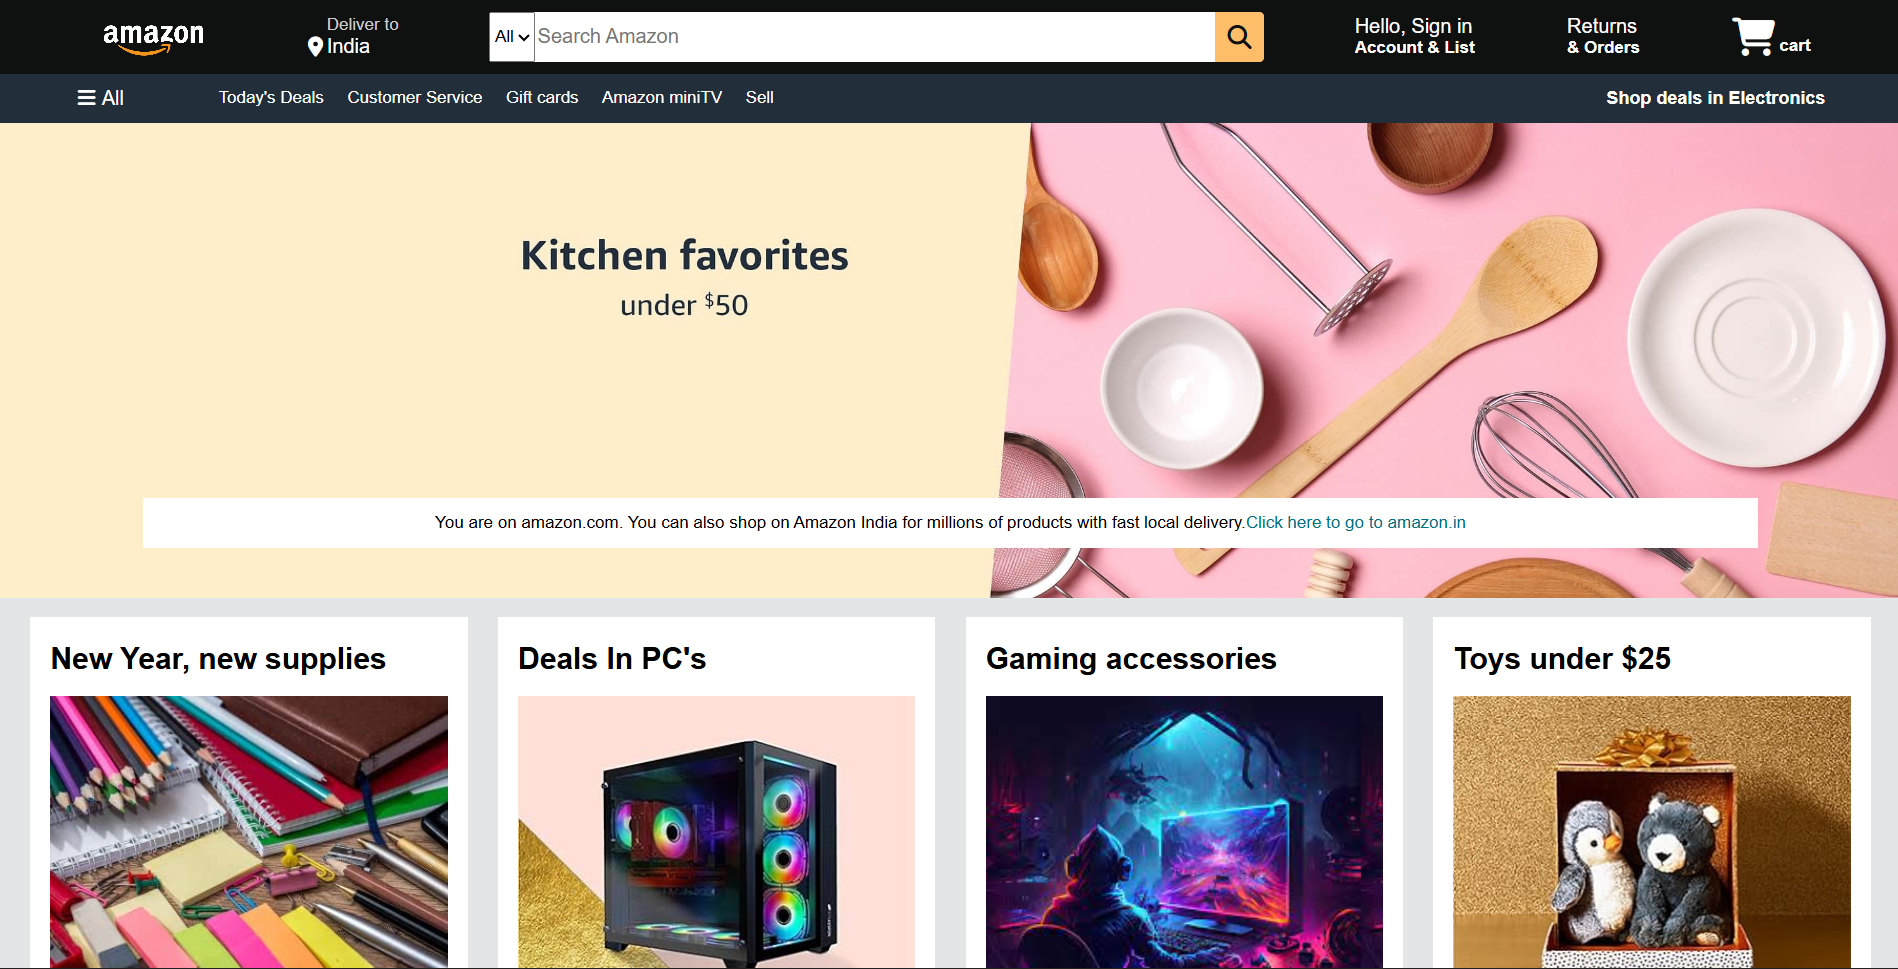 amazon
Deliver to
India
All
Search Amazon
Hello, Sign in
Account & List
Returns
& Orders
cart
All
Today's Deals
Customer Service
Gift cards
Amazon miniTV
Sell
Shop deals in Electronics
Kitchen favorites
under $50
You are on amazon.com. You can also shop on Amazon India for millions of products with fast local delivery.Click here to go to amazon.in
New Year, new supplies
Deals In PC's
Gaming accessories
Toys under $25